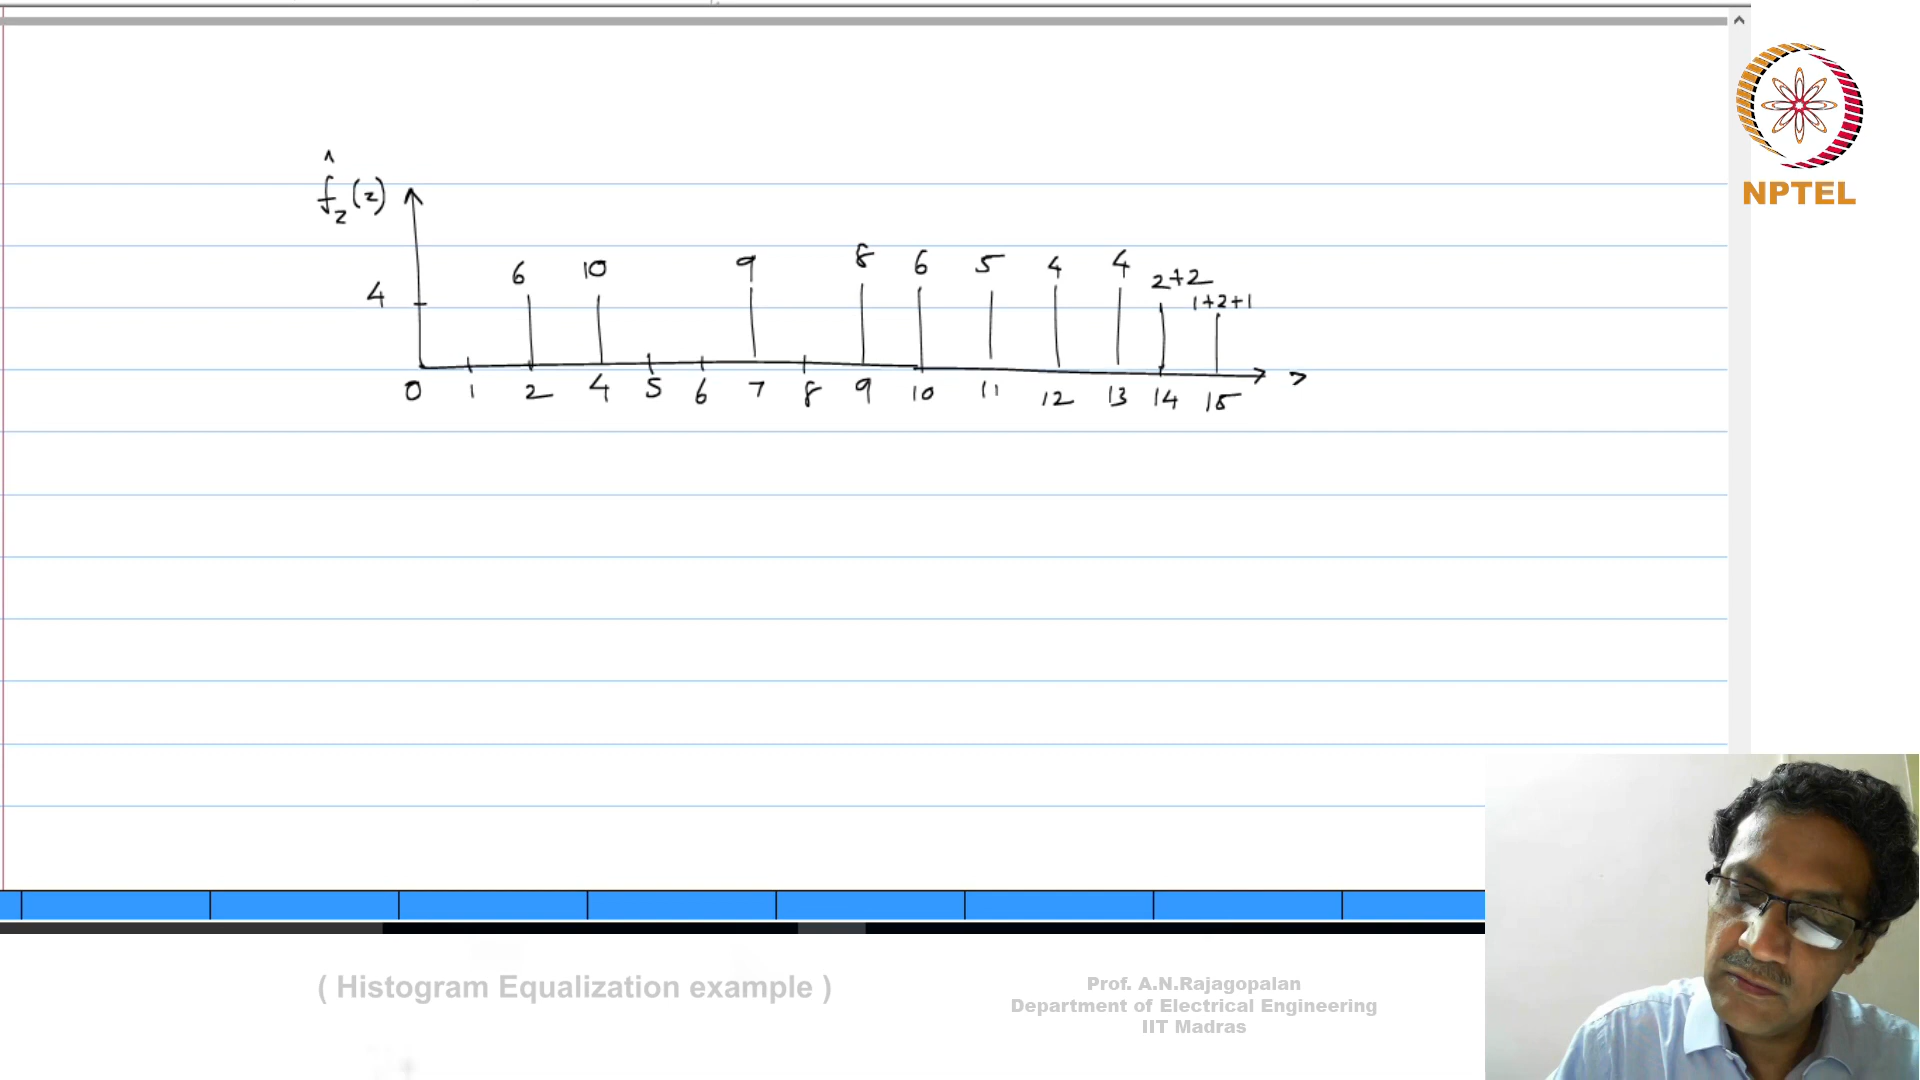 NPTEL
^
f_z(z)
6 10 9 8 6 5 4 4 2+2
4 1+2+1
0 1 2 4 5 6 7 8 9 10 11 12 13 14 15
( Histogram Equalization example )
Prof. A.N.Rajagopalan
Department of Electrical Engineering
IIT Madras